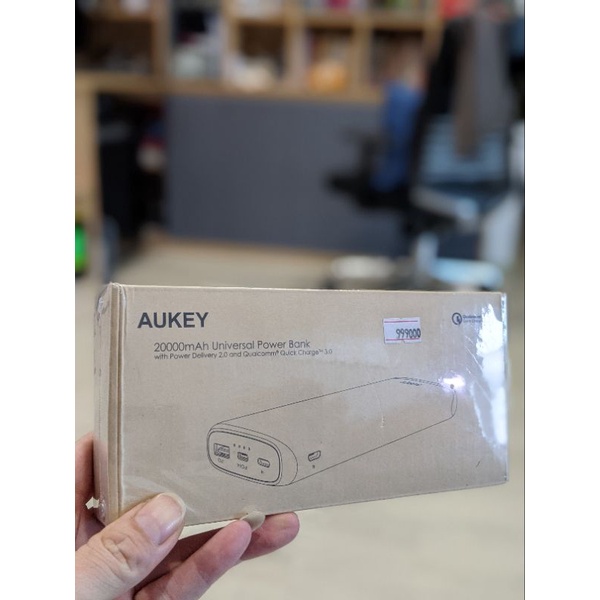 AUKEY
20000mAh Universal Power Bank
with Power Delivery 2.0 and Qualcomm® Quick Charge™ 3.0
999000